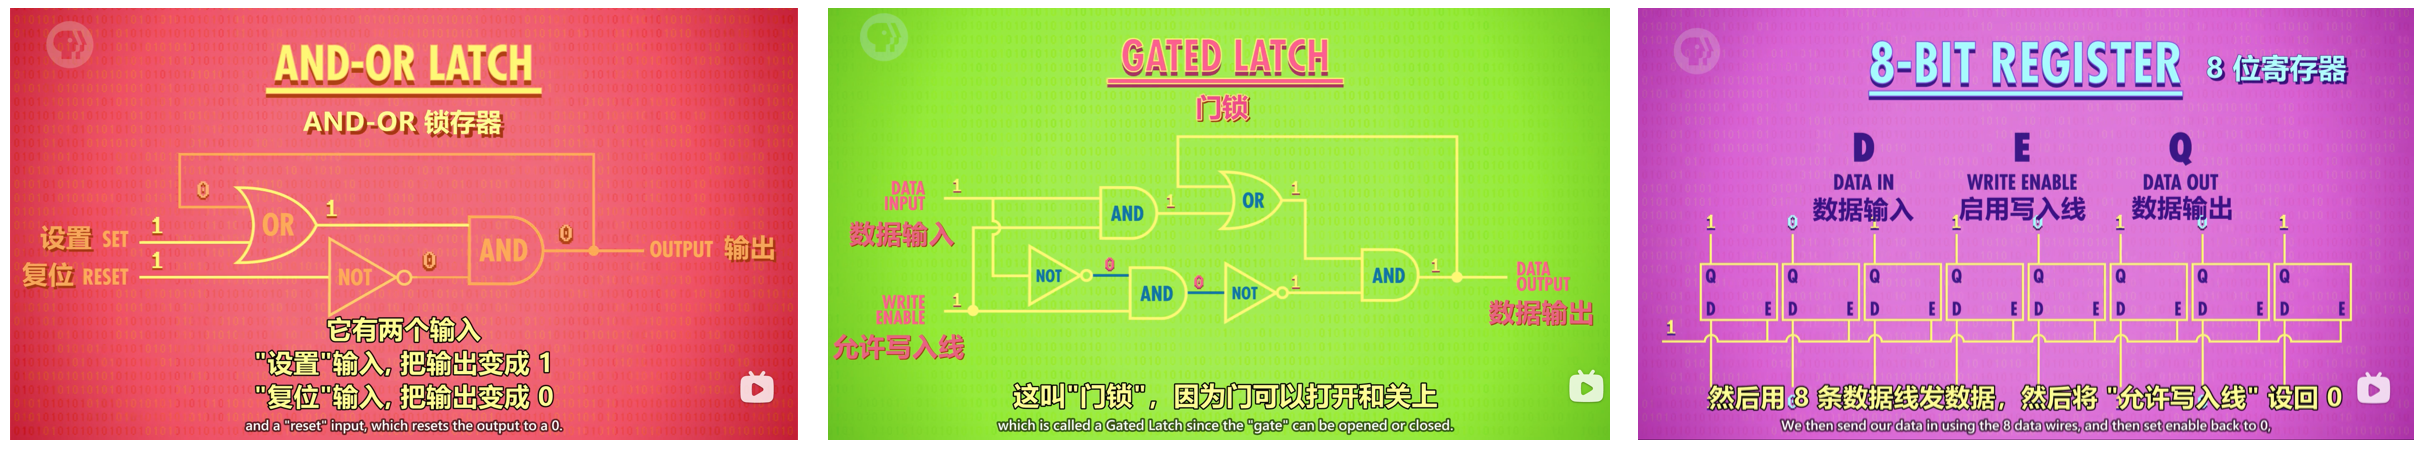 AND-OR LATCH
AND-OR 锁存器
0
1
1
设置 SET
OR
0
AND
OUTPUT 输出
1
复位 RESET
NOT
0
它有两个输入
"设置"输入, 把输出变成 1
"复位"输入, 把输出变成 0
and a "reset" input, which resets the output to a 0.
GATED LATCH
门锁
DATA
INPUT
1
数据输入
AND
1
OR
1
NOT
0
AND
0
NOT
1
AND
1
DATA
OUTPUT
数据输出
WRITE
ENABLE
1
允许写入线
这叫"门锁"，因为门可以打开和关上
which is called a Gated Latch since the "gate" can be opened or closed.
8-BIT REGISTER 8 位寄存器
D E Q
DATA IN WRITE ENABLE DATA OUT
数据输入 启用写入线 数据输出
1 0 1 1 0 1 0 1
Q Q Q Q Q Q Q Q
D E D E D E D E D E D E D E D E
1
然后用 8 条数据线发数据，然后将 "允许写入线" 设回 0
We then send our data in using the 8 data wires, and then set enable back to 0,